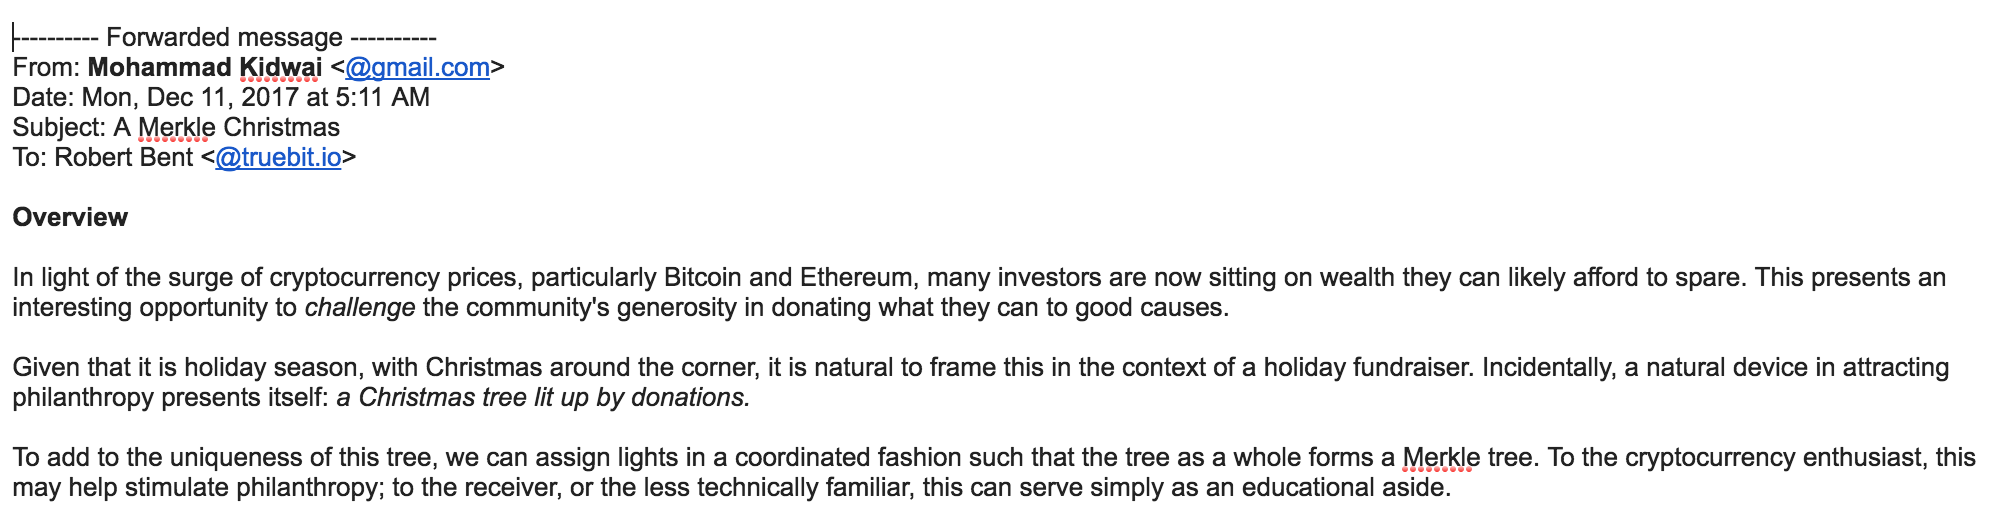 ---------- Forwarded message ----------
From: Mohammad Kidwai <@gmail.com>
Date: Mon, Dec 11, 2017 at 5:11 AM
Subject: A Merkle Christmas
To: Robert Bent <@truebit.io>
Overview
In light of the surge of cryptocurrency prices, particularly Bitcoin and Ethereum, many investors are now sitting on wealth they can likely afford to spare. This presents an
interesting opportunity to challenge the community's generosity in donating what they can to good causes.
Given that it is holiday season, with Christmas around the corner, it is natural to frame this in the context of a holiday fundraiser. Incidentally, a natural device in attracting
philanthropy presents itself: a Christmas tree lit up by donations.
To add to the uniqueness of this tree, we can assign lights in a coordinated fashion such that the tree as a whole forms a Merkle tree. To the cryptocurrency enthusiast, this
may help stimulate philanthropy; to the receiver, or the less technically familiar, this can serve simply as an educational aside.